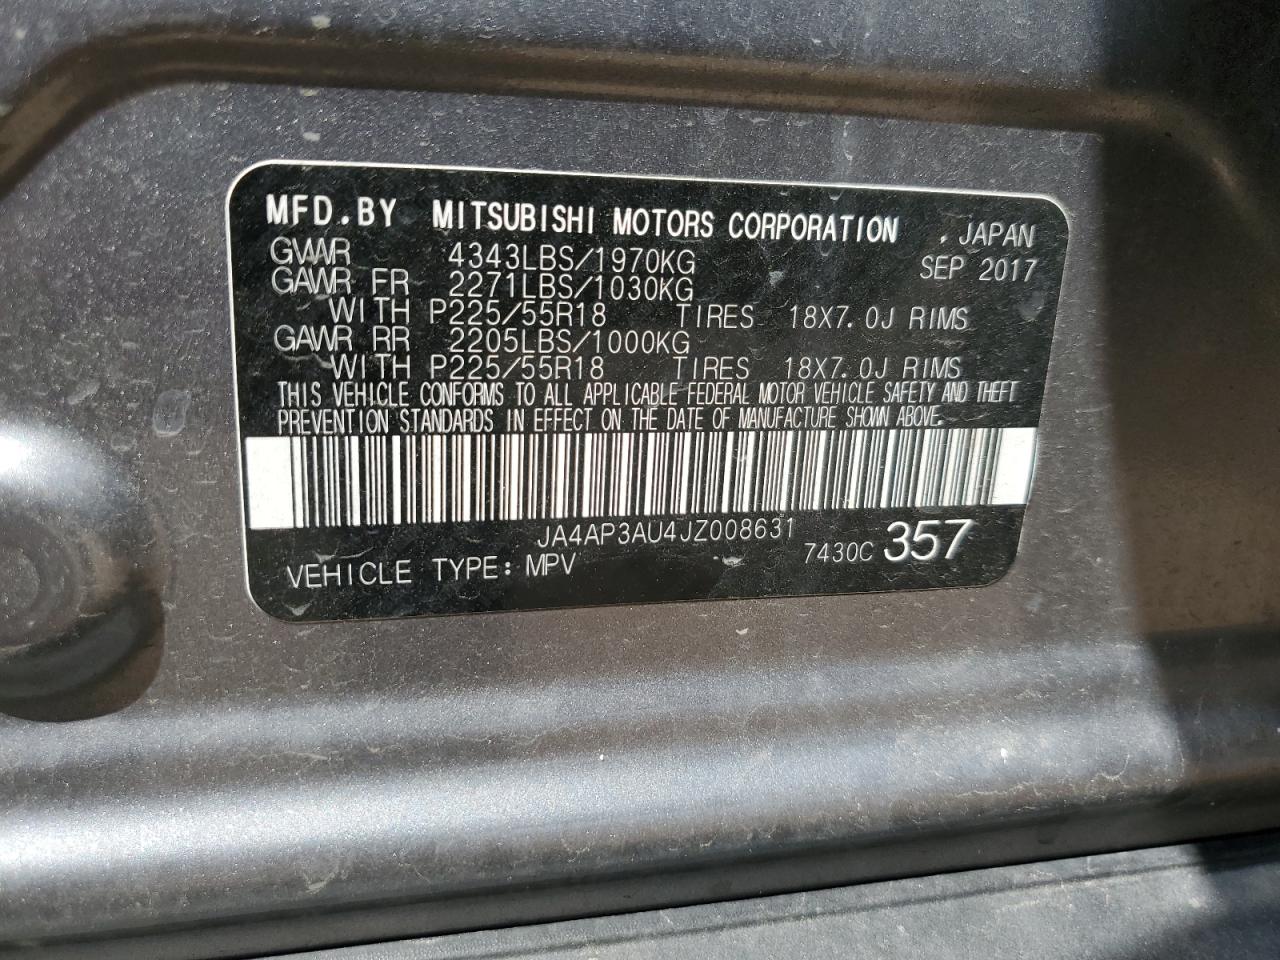 MFD.BY MITSUBISHI MOTORS CORPORATION , JAPAN
GVWR 4343LBS/1970KG SEP 2017
GAWR FR 2271LBS/1030KG
WITH P225/55R18 TIRES 18X7.0J RIMS
GAWR RR 2205LBS/1000KG
WITH P225/55R18 TIRES 18X7.0J RIMS
THIS VEHICLE CONFORMS TO ALL APPLICABLE FEDERAL MOTOR VEHICLE SAFETY AND THEFT
PREVENTION STANDARDS IN EFFECT ON THE DATE OF MANUFACTURE SHOWN ABOVE.
JA4AP3AU4JZ008631
VEHICLE TYPE: MPV 7430C 357